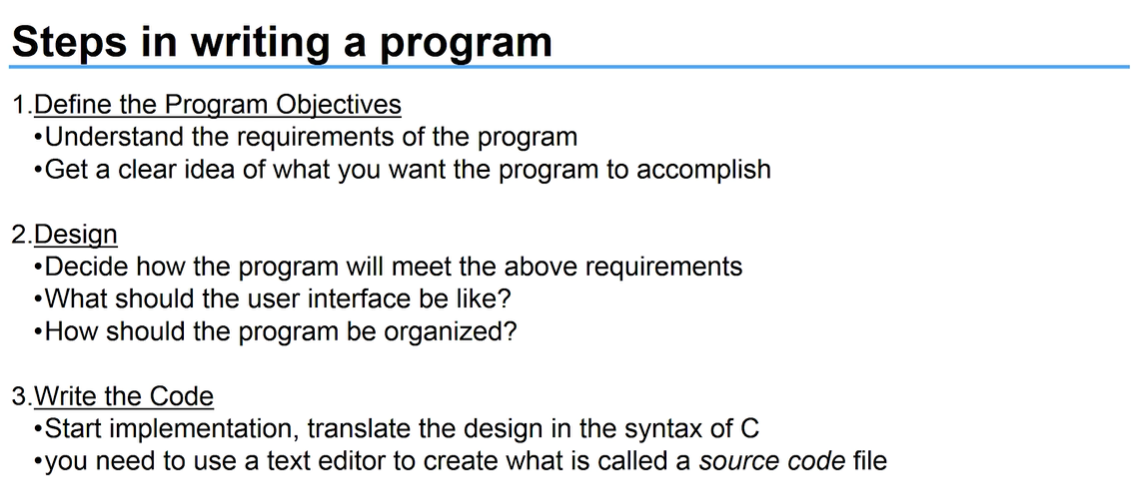 Steps in writing a program
1.Define the Program Objectives
•Understand the requirements of the program
•Get a clear idea of what you want the program to accomplish
2.Design
•Decide how the program will meet the above requirements
•What should the user interface be like?
•How should the program be organized?
3.Write the Code
•Start implementation, translate the design in the syntax of C
•you need to use a text editor to create what is called a source code file